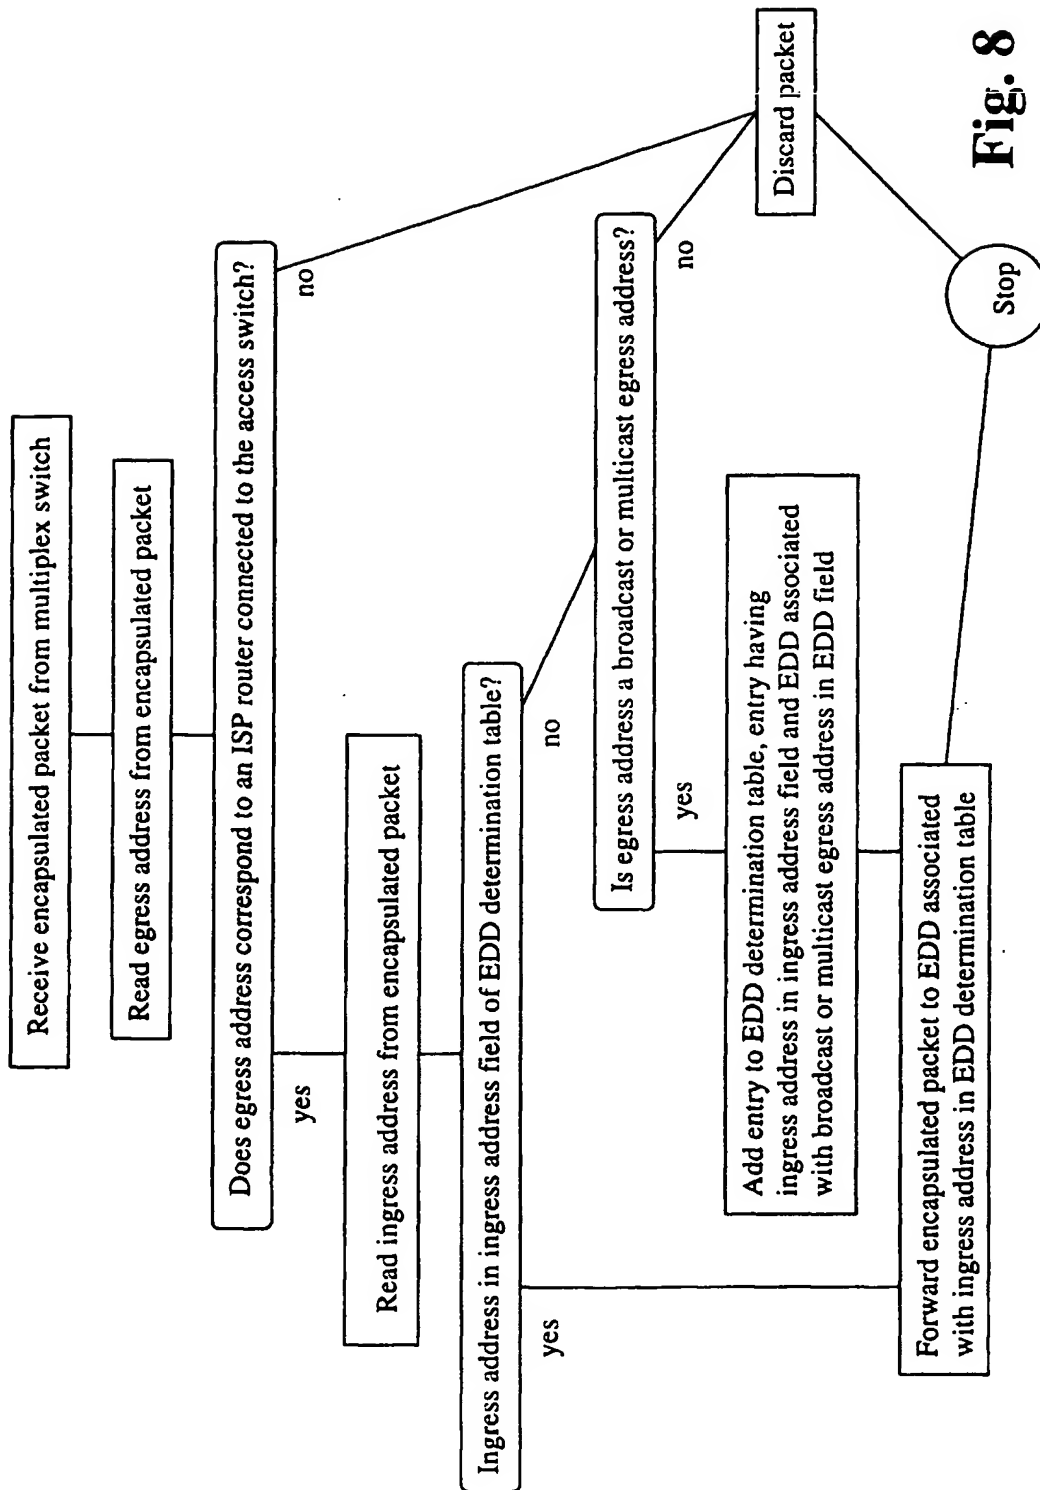 Receive encapsulated packet from multiplex switch
Read egress address from encapsulated packet
Does egress address correspond to an ISP router connected to the access switch?
yes
no
Read ingress address from encapsulated packet
Ingress address in ingress address field of EDD determination table?
yes
no
Is egress address a broadcast or multicast egress address?
yes
no
Add entry to EDD determination table, entry having
ingress address in ingress address field and EDD associated
with broadcast or multicast egress address in EDD field
Discard packet
Forward encapsulated packet to EDD associated
with ingress address in EDD determination table
Stop
Fig. 8